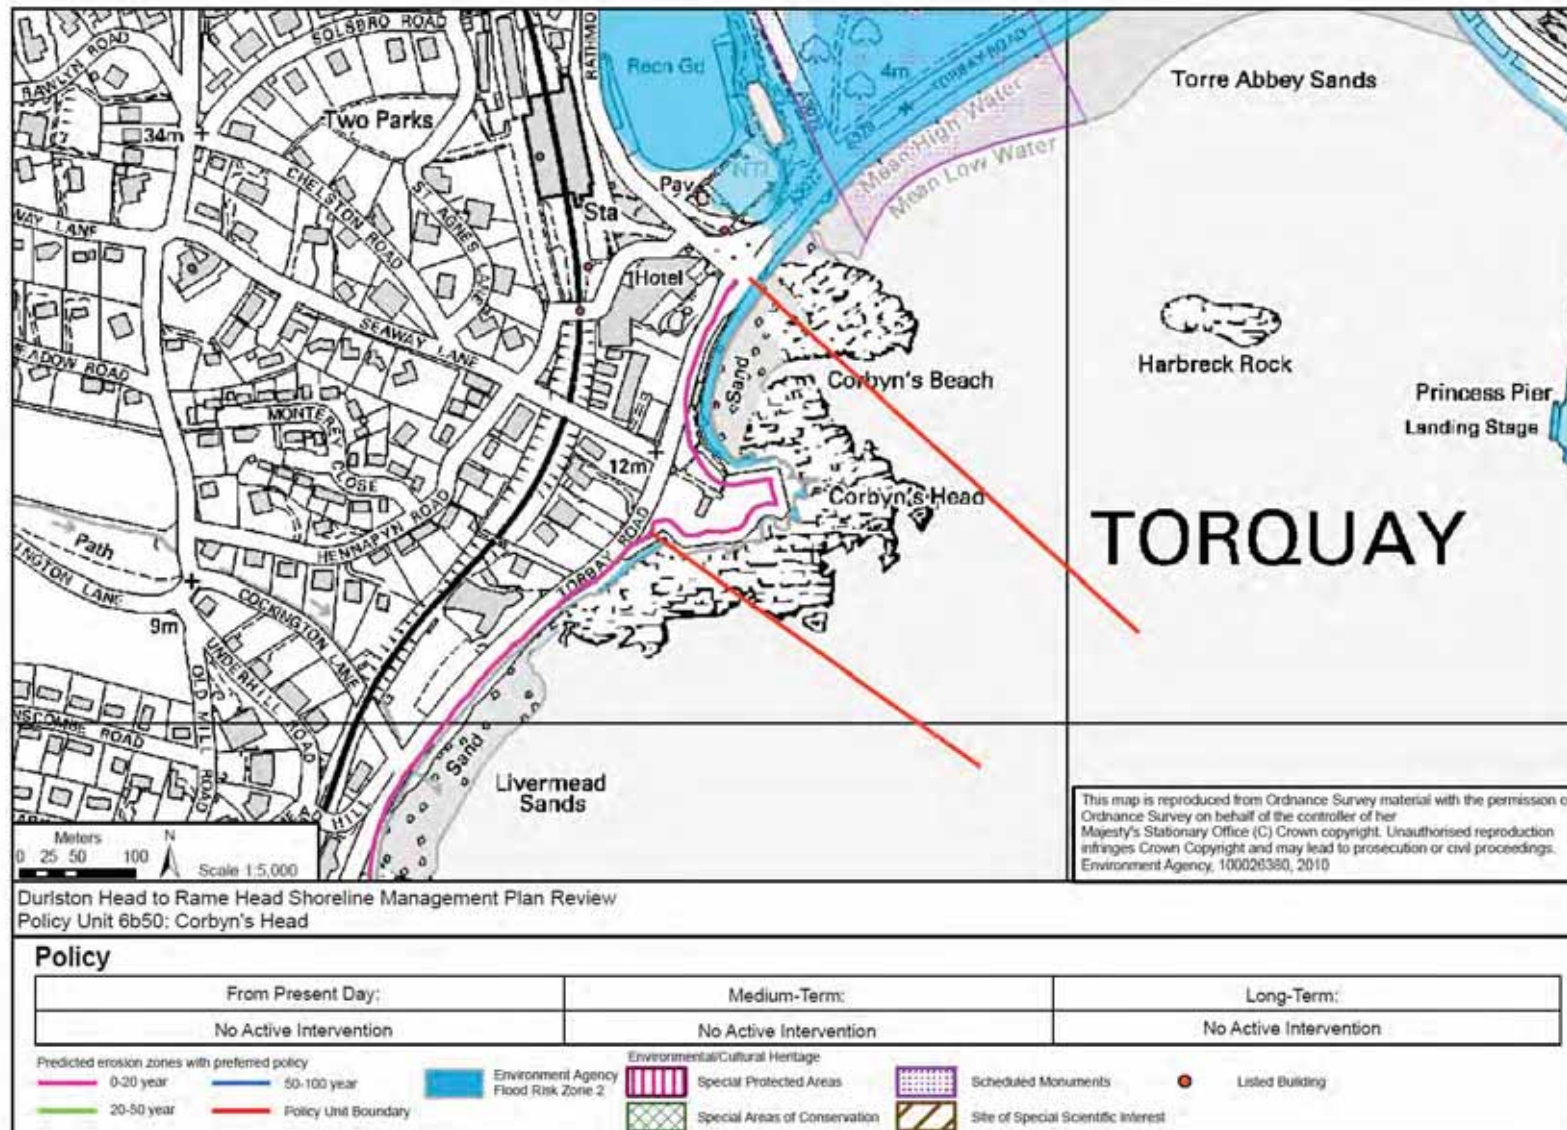 SOLSBRO ROAD
RAWLYN ROAD
RATHMO
Recn Gd
4m
TORBAY ROAD
A379
Torre Abbey Sands
Mean High Water
Mean Low Water
34m
Two Parks
CHELSTON ROAD
ST AGNES LANE
Pav
Sta
NTL
WAY LANE
Hotel
SEAWAY LANE
EADOW ROAD
Sand
Corbyn's Beach
Harbreck Rock
Princess Pier
Landing Stage
MONTEREY CLOSE
12m
Corbyn's Head
HENNAPYN ROAD
TORBAY ROAD
TORQUAY
Path
INGTON LANE
COCKINGTON LANE
9m
UNDERHILL ROAD
OLD MILL ROAD
NSCOMBE ROAD
Sand
Livermead
Sands
HILL
Meters
N
0 25 50 100
Scale 1:5,000
This map is reproduced from Ordnance Survey material with the permission o
Ordnance Survey on behalf of the controller of her
Majesty's Stationary Office (C) Crown copyright. Unauthorised reproduction
infringes Crown Copyright and may lead to prosecution or civil proceedings.
Environment Agency, 100026380, 2010
Durlston Head to Rame Head Shoreline Management Plan Review
Policy Unit 6b50: Corbyn's Head
Policy
From Present Day: Medium-Term: Long-Term:
No Active Intervention No Active Intervention No Active Intervention
Predicted erosion zones with preferred policy
0-20 year
50-100 year
20-50 year
Policy Unit Boundary
Environment Agency
Flood Risk Zone 2
Environmental/Cultural Heritage
Special Protected Areas
Scheduled Monuments
Listed Building
Special Areas of Conservation
Site of Special Scientific Interest